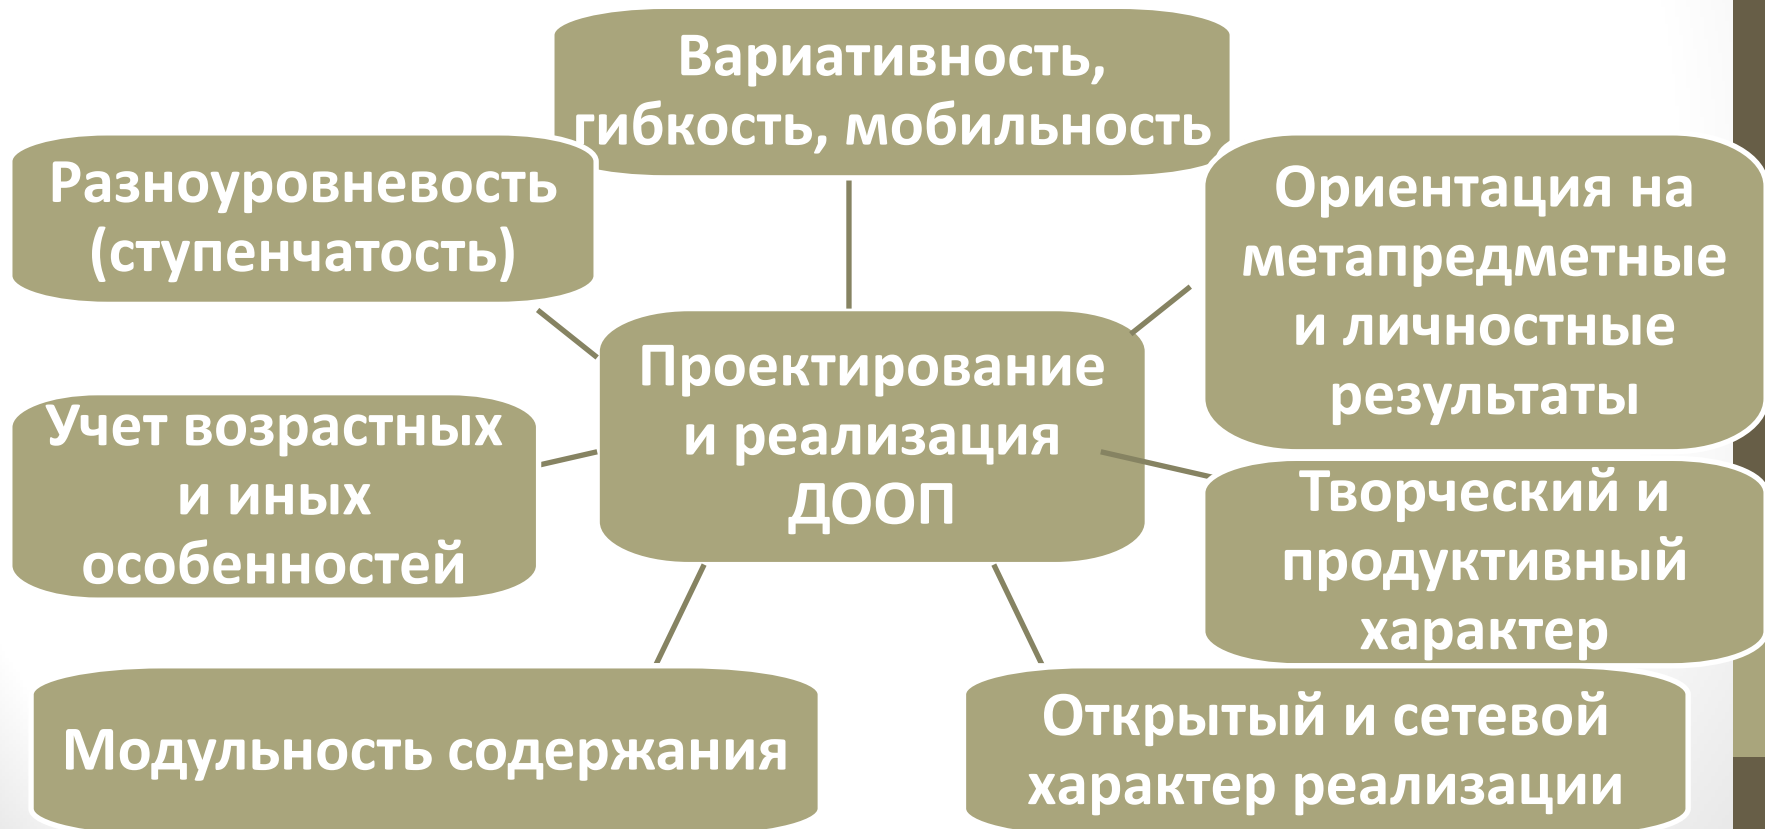 Вариативность,
гибкость, мобильность
Разноуровневость
(ступенчатость)
Ориентация на
метапредметные
и личностные
результаты
Проектирование
и реализация
ДООП
Учет возрастных
и иных
особенностей
Творческий и
продуктивный
характер
Модульность содержания
Открытый и сетевой
характер реализации